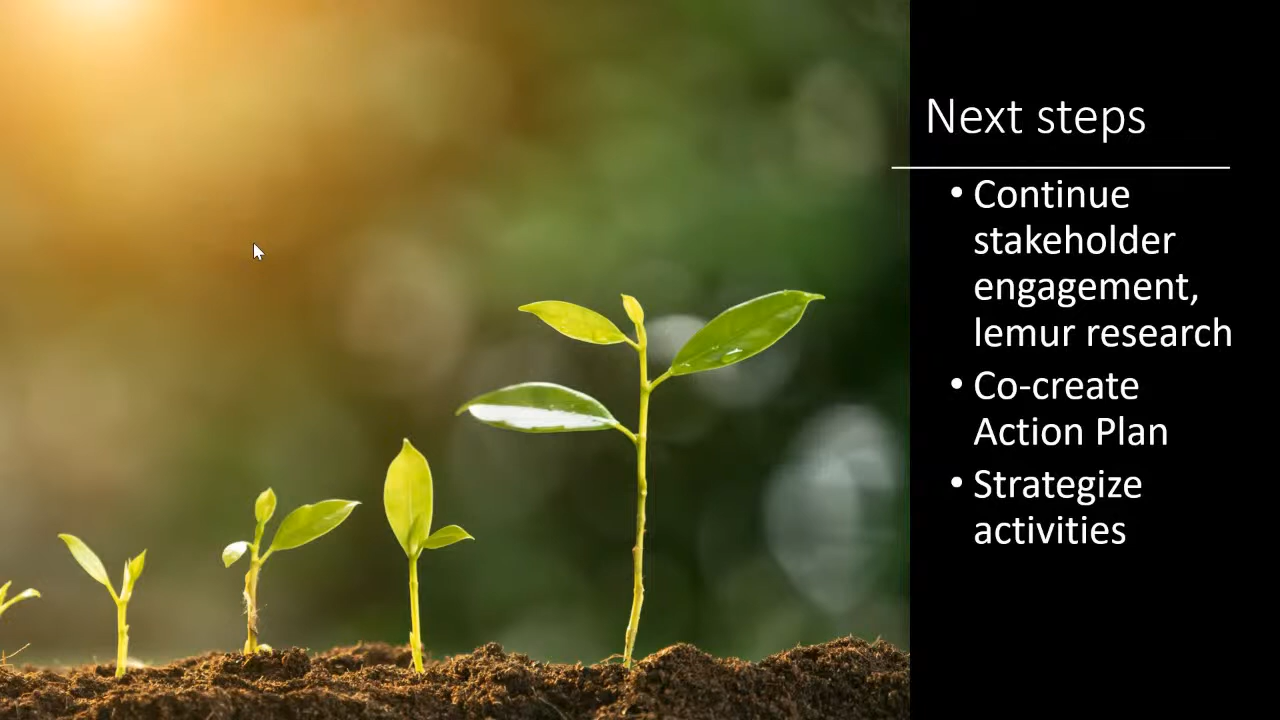 Next steps
• Continue
stakeholder
engagement,
lemur research
• Co-create
Action Plan
• Strategize
activities